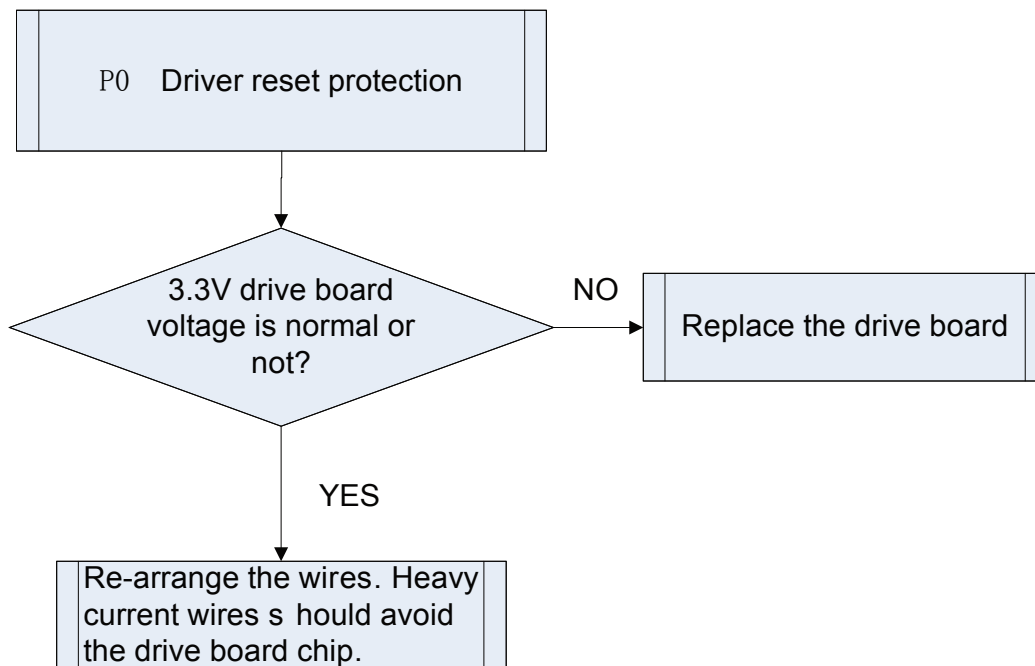 P0 Driver reset protection
3.3V drive board
voltage is normal or
not?
NO
Replace the drive board
YES
Re-arrange the wires. Heavy
current wires s hould avoid
the drive board chip.